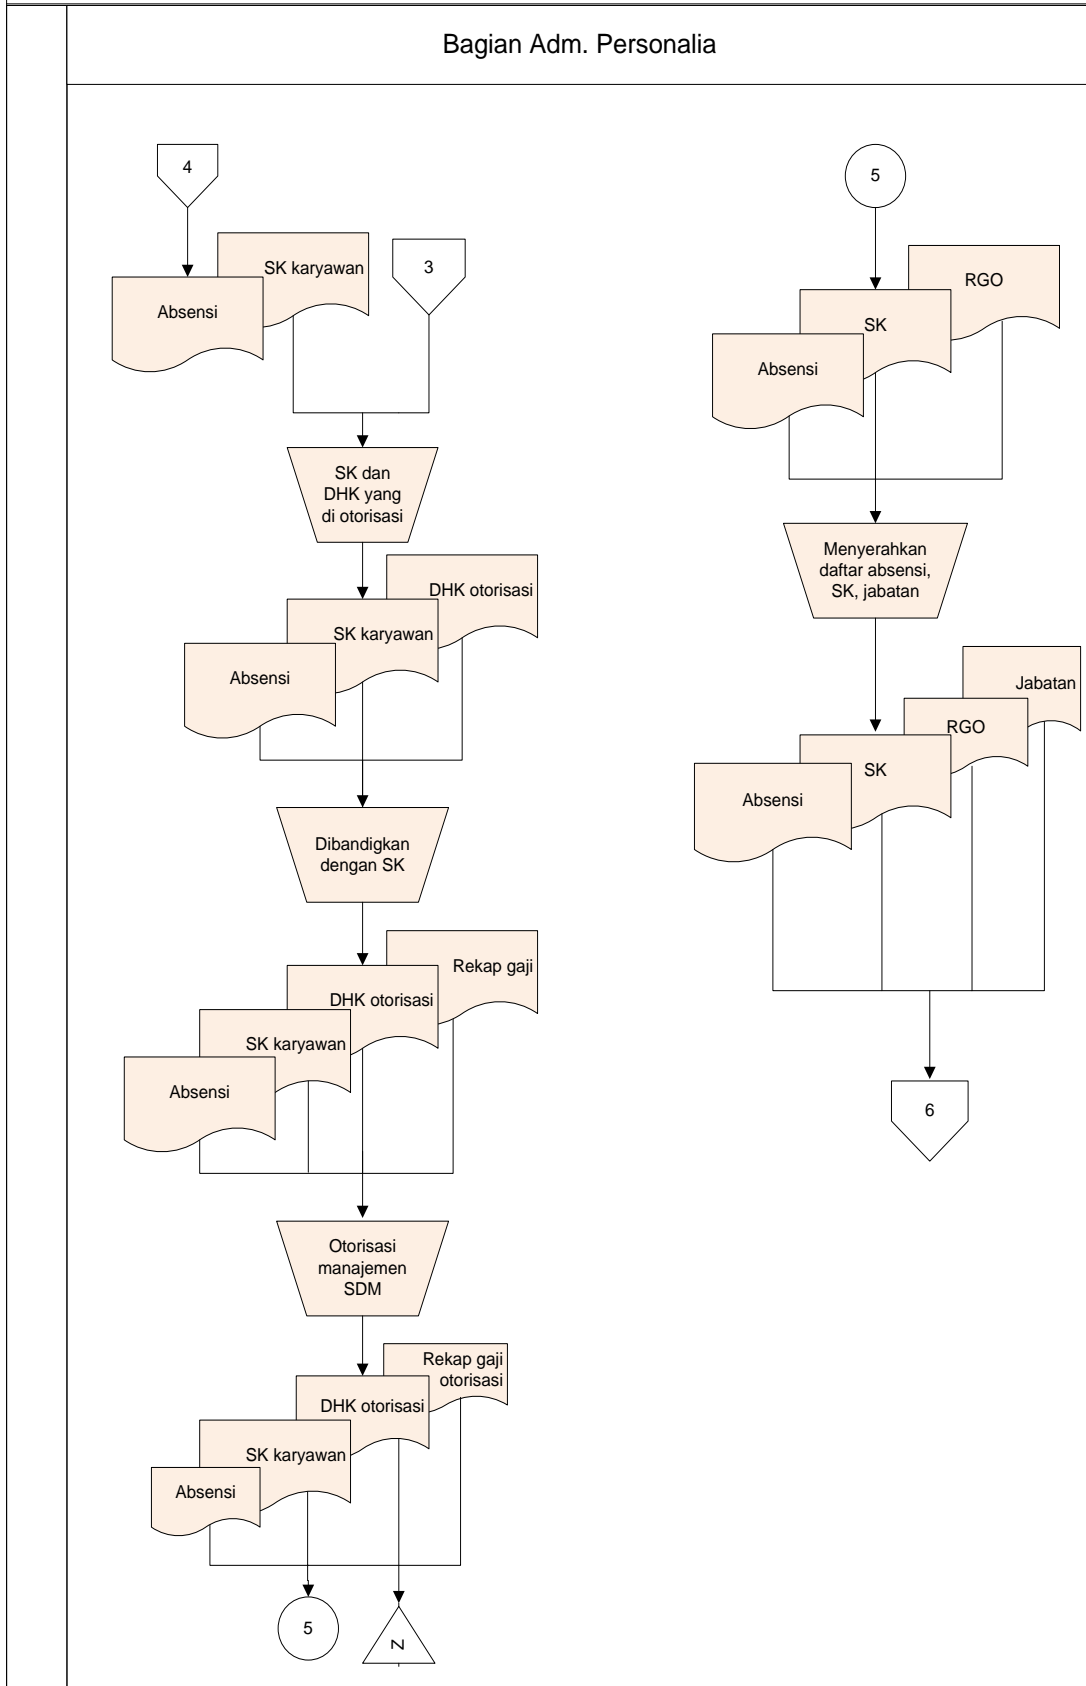 Bagian Adm. Personalia
4
SK karyawan
Absensi
3
SK dan
DHK yang
di otorisasi
DHK otorisasi
SK karyawan
Absensi
Dibandigkan
dengan SK
Rekap gaji
DHK otorisasi
SK karyawan
Absensi
Otorisasi
manajemen
SDM
Rekap gaji
otorisasi
DHK otorisasi
SK karyawan
Absensi
5
N
5
RGO
SK
Absensi
Menyerahkan
daftar absensi,
SK, jabatan
Jabatan
RGO
SK
Absensi
6